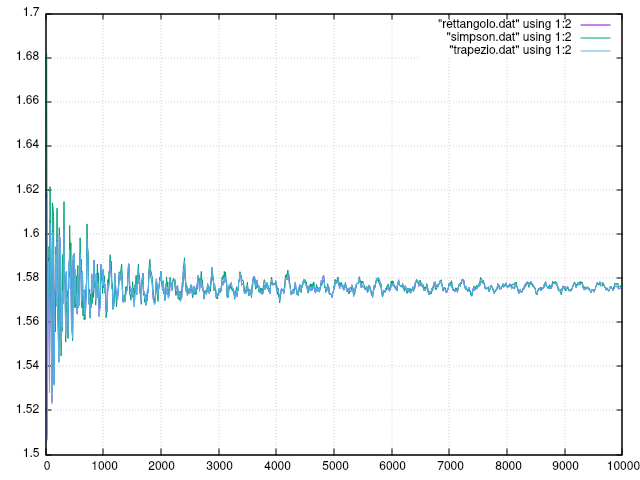 1.7
"rettangolo.dat" using 1:2
"simpson.dat" using 1:2
"trapezio.dat" using 1:2
1.68
1.66
1.64
1.62
1.6
1.58
1.56
1.54
1.52
1.5
0 1000 2000 3000 4000 5000 6000 7000 8000 9000 10000